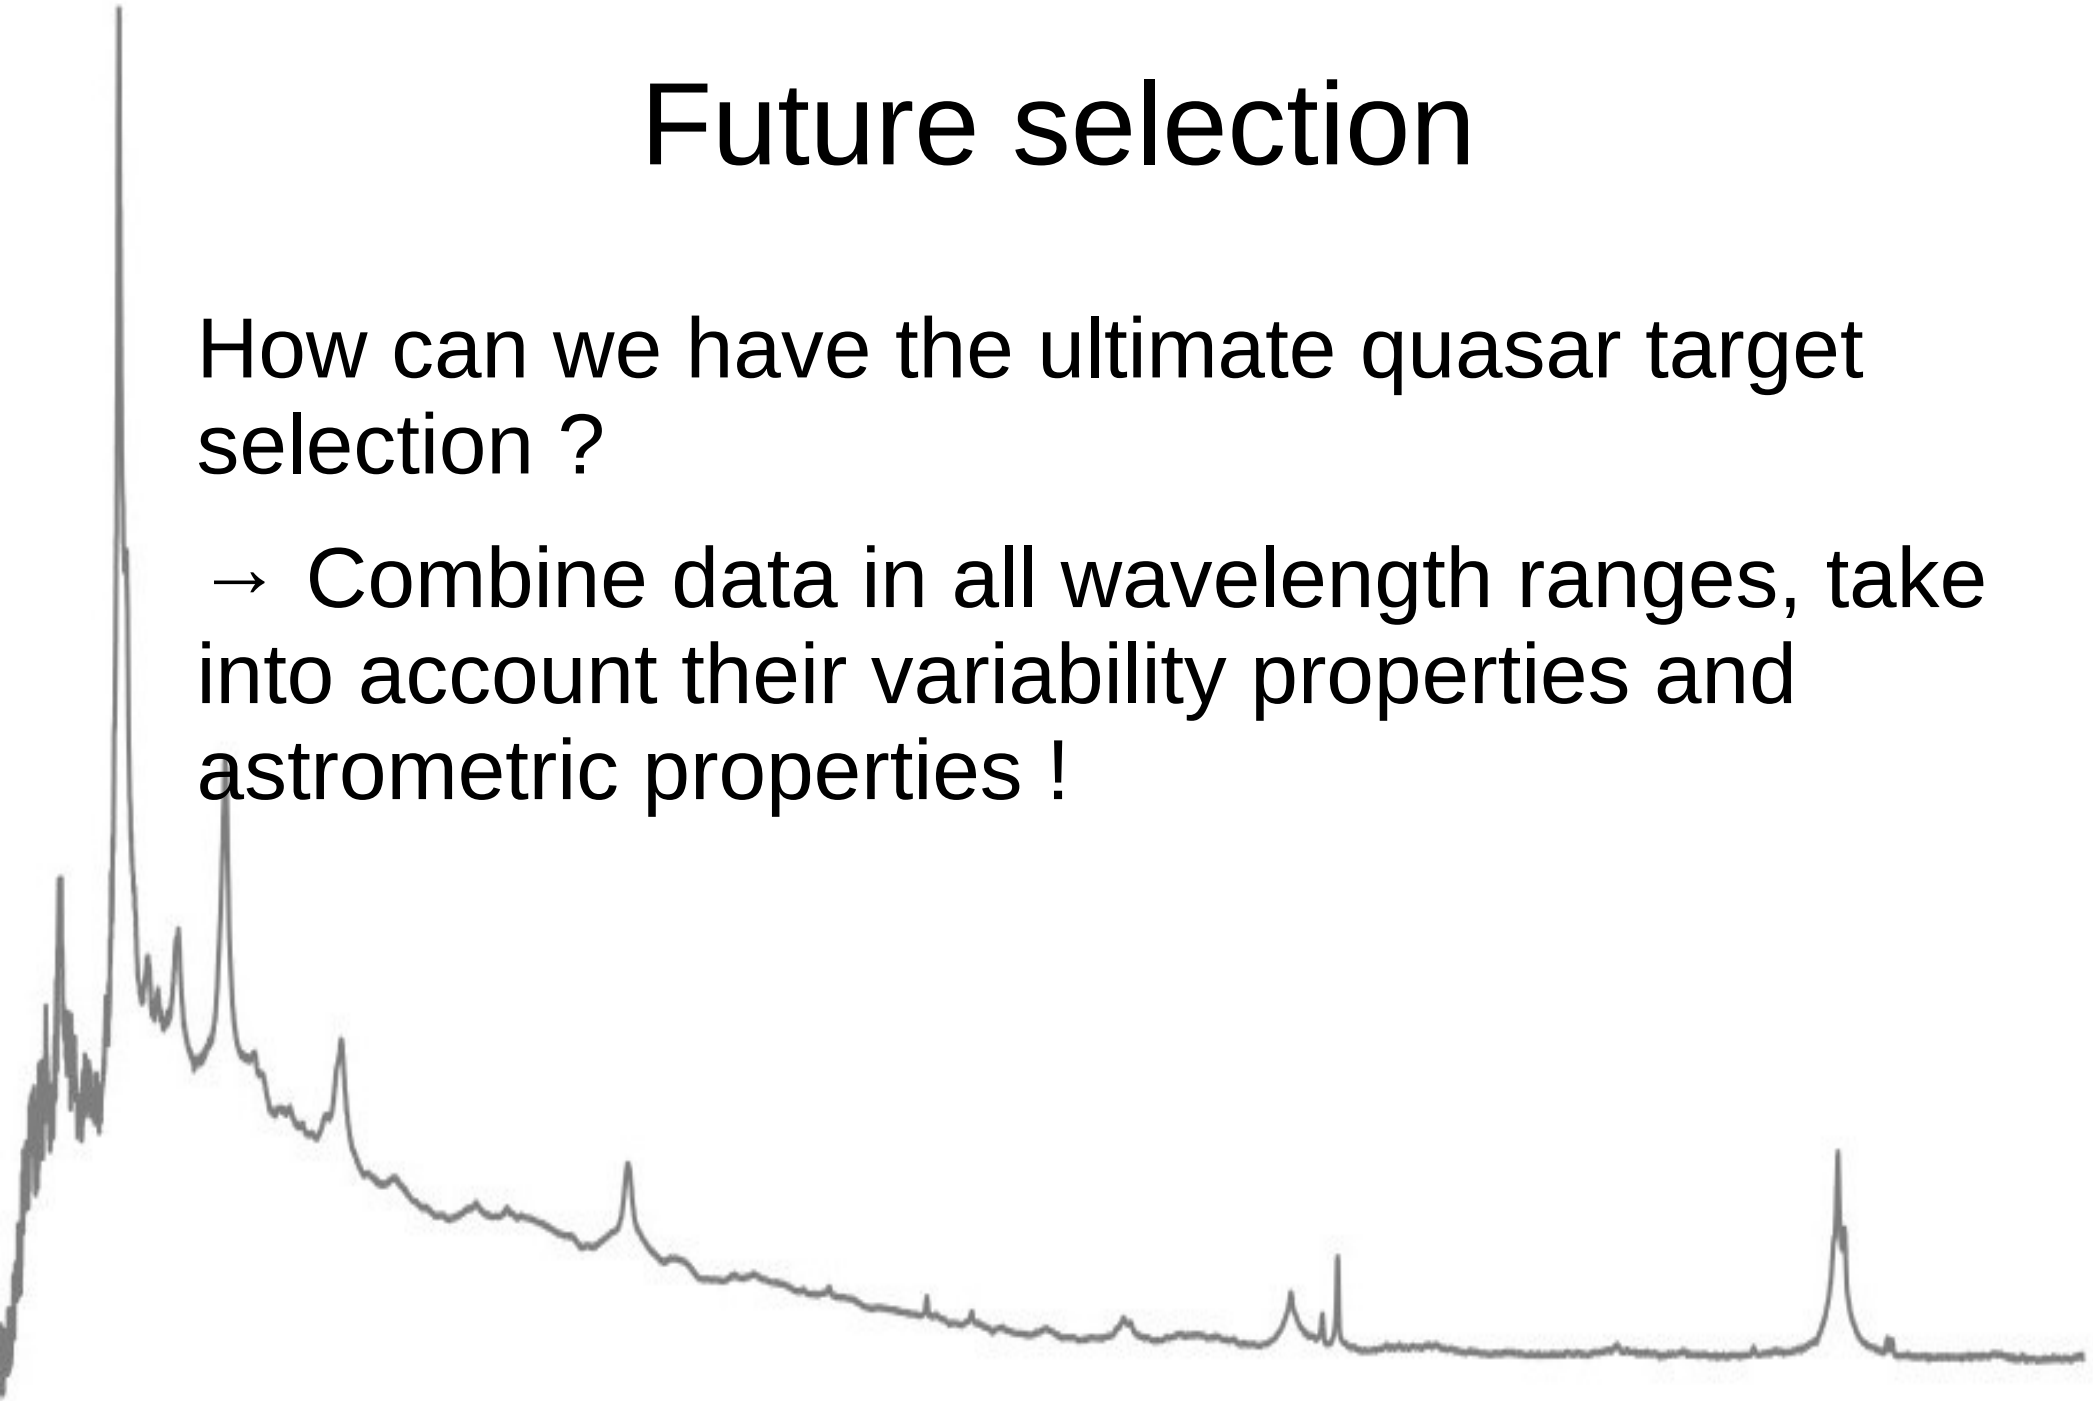 Future selection
How can we have the ultimate quasar target
selection ?
→ Combine data in all wavelength ranges, take
into account their variability properties and
astrometric properties !